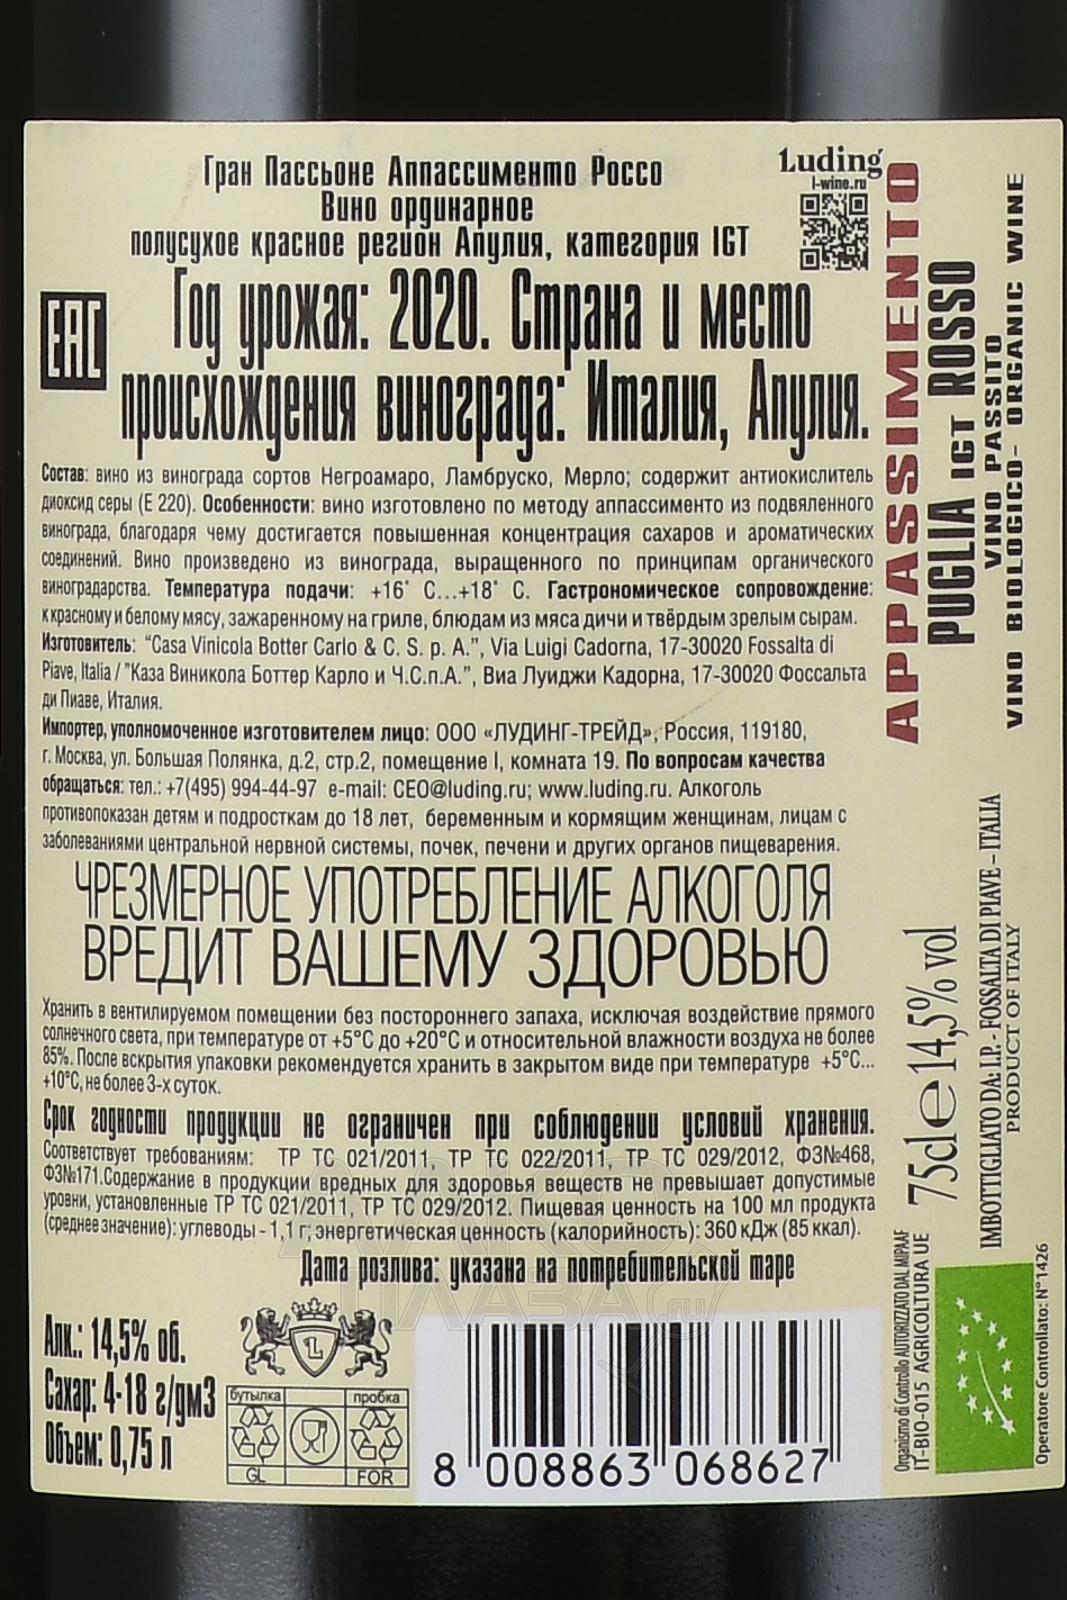 Гран Пассьоне Аппассименто Россо
Вино ординарное
полусухое красное регион Апулия, категория IGT
Luding
l-wine.ru
EAC
Год урожая: 2020. Страна и место
происхождения винограда: Италия, Апулия.
Состав: вино из винограда сортов Негроамаро, Ламбруско, Мерло; содержит антиокислитель
диоксид серы (Е 220). Особенности: вино изготовлено по методу аппассименто из подвяленного
винограда, благодаря чему достигается повышенная концентрация сахаров и ароматических
соединений. Вино произведено из винограда, выращенного по принципам органического
виноградарства. Температура подачи: +16˚ С...+18˚ С. Гастрономическое сопровождение:
к красному и белому мясу, зажаренному на гриле, блюдам из мяса дичи и твёрдым зрелым сырам.
Изготовитель: “Casa Vinicola Botter Carlo & C. S. p. A.”, Via Luigi Cadorna, 17-30020 Fossalta di
Piave, Italia / ”Каза Виникола Боттер Карло и Ч.С.п.А.”, Виа Луиджи Кадорна, 17-30020 Фоссальта
ди Пиаве, Италия.
Импортер, уполномоченное изготовителем лицо: ООО «ЛУДИНГ-ТРЕЙД», Россия, 119180,
г. Москва, ул. Большая Полянка, д.2, стр.2, помещение I, комната 19. По вопросам качества
обращаться: тел.: +7(495) 994-44-97 e-mail: CEO@luding.ru; www.luding.ru. Алкоголь
противопоказан детям и подросткам до 18 лет, беременным и кормящим женщинам, лицам с
заболеваниями центральной нервной системы, почек, печени и других органов пищеварения.
ЧРЕЗМЕРНОЕ УПОТРЕБЛЕНИЕ АЛКОГОЛЯ
ВРЕДИТ ВАШЕМУ ЗДОРОВЬЮ
Хранить в вентилируемом помещении без постороннего запаха, исключая воздействие прямого
солнечного света, при температуре от +5°С до +20°С и относительной влажности воздуха не более
85%. После вскрытия упаковки рекомендуется хранить в закрытом виде при температуре +5°С...
+10°С, не более 3-х суток.
Срок годности продукции не ограничен при соблюдении условий хранения.
Соответствует требованиям: ТР ТС 021/2011, ТР ТС 022/2011, ТР ТС 029/2012, ФЗ№468,
ФЗ№171.Содержание в продукции вредных для здоровья веществ не превышает допустимые
уровни, установленные ТР ТС 021/2011, ТР ТС 029/2012. Пищевая ценность на 100 мл продукта
(среднее значение): углеводы - 1,1 г; энергетическая ценность (калорийность): 360 кДж (85 ккал).
Дата розлива: указана на потребительской таре
АЛКО
ГЛАЗА.ru
Алк.: 14,5% об.
Сахар: 4-18 г/дм3
Объем: 0,75 л
L
бутылка
пробка
GL
FOR
8 008863 068627
APPASSIMENTO
PUGLIA IGT ROSSO
VINO PASSITO
VINO BIOLOGICO- ORGANIC WINE
75cl e 14,5% vol
IMBOTTIGLIATO DA: I.P. - FOSSALTA DI PIAVE - ITALIA
PRODUCT OF ITALY
Organismo di Controllo AUTORIZZATO DAL MIPAAF
IT-BIO-015 AGRICOLTURA UE
Operatore Controllato: N°1426